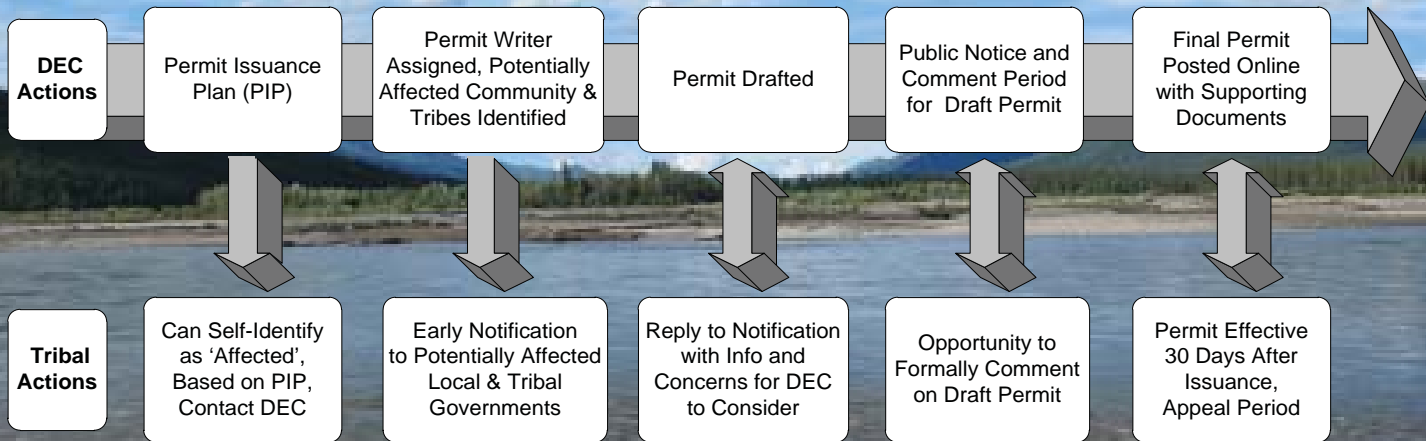 DEC
Actions
Permit Issuance
Plan (PIP)
Permit Writer
Assigned, Potentially
Affected Community &
Tribes Identified
Permit Drafted
Public Notice and
Comment Period
for Draft Permit
Final Permit
Posted Online
with Supporting
Documents
Tribal
Actions
Can Self-Identify
as ‘Affected’,
Based on PIP,
Contact DEC
Early Notification
to Potentially Affected
Local & Tribal
Governments
Reply to Notification
with Info and
Concerns for DEC
to Consider
Opportunity to
Formally Comment
on Draft Permit
Permit Effective
30 Days After
Issuance,
Appeal Period